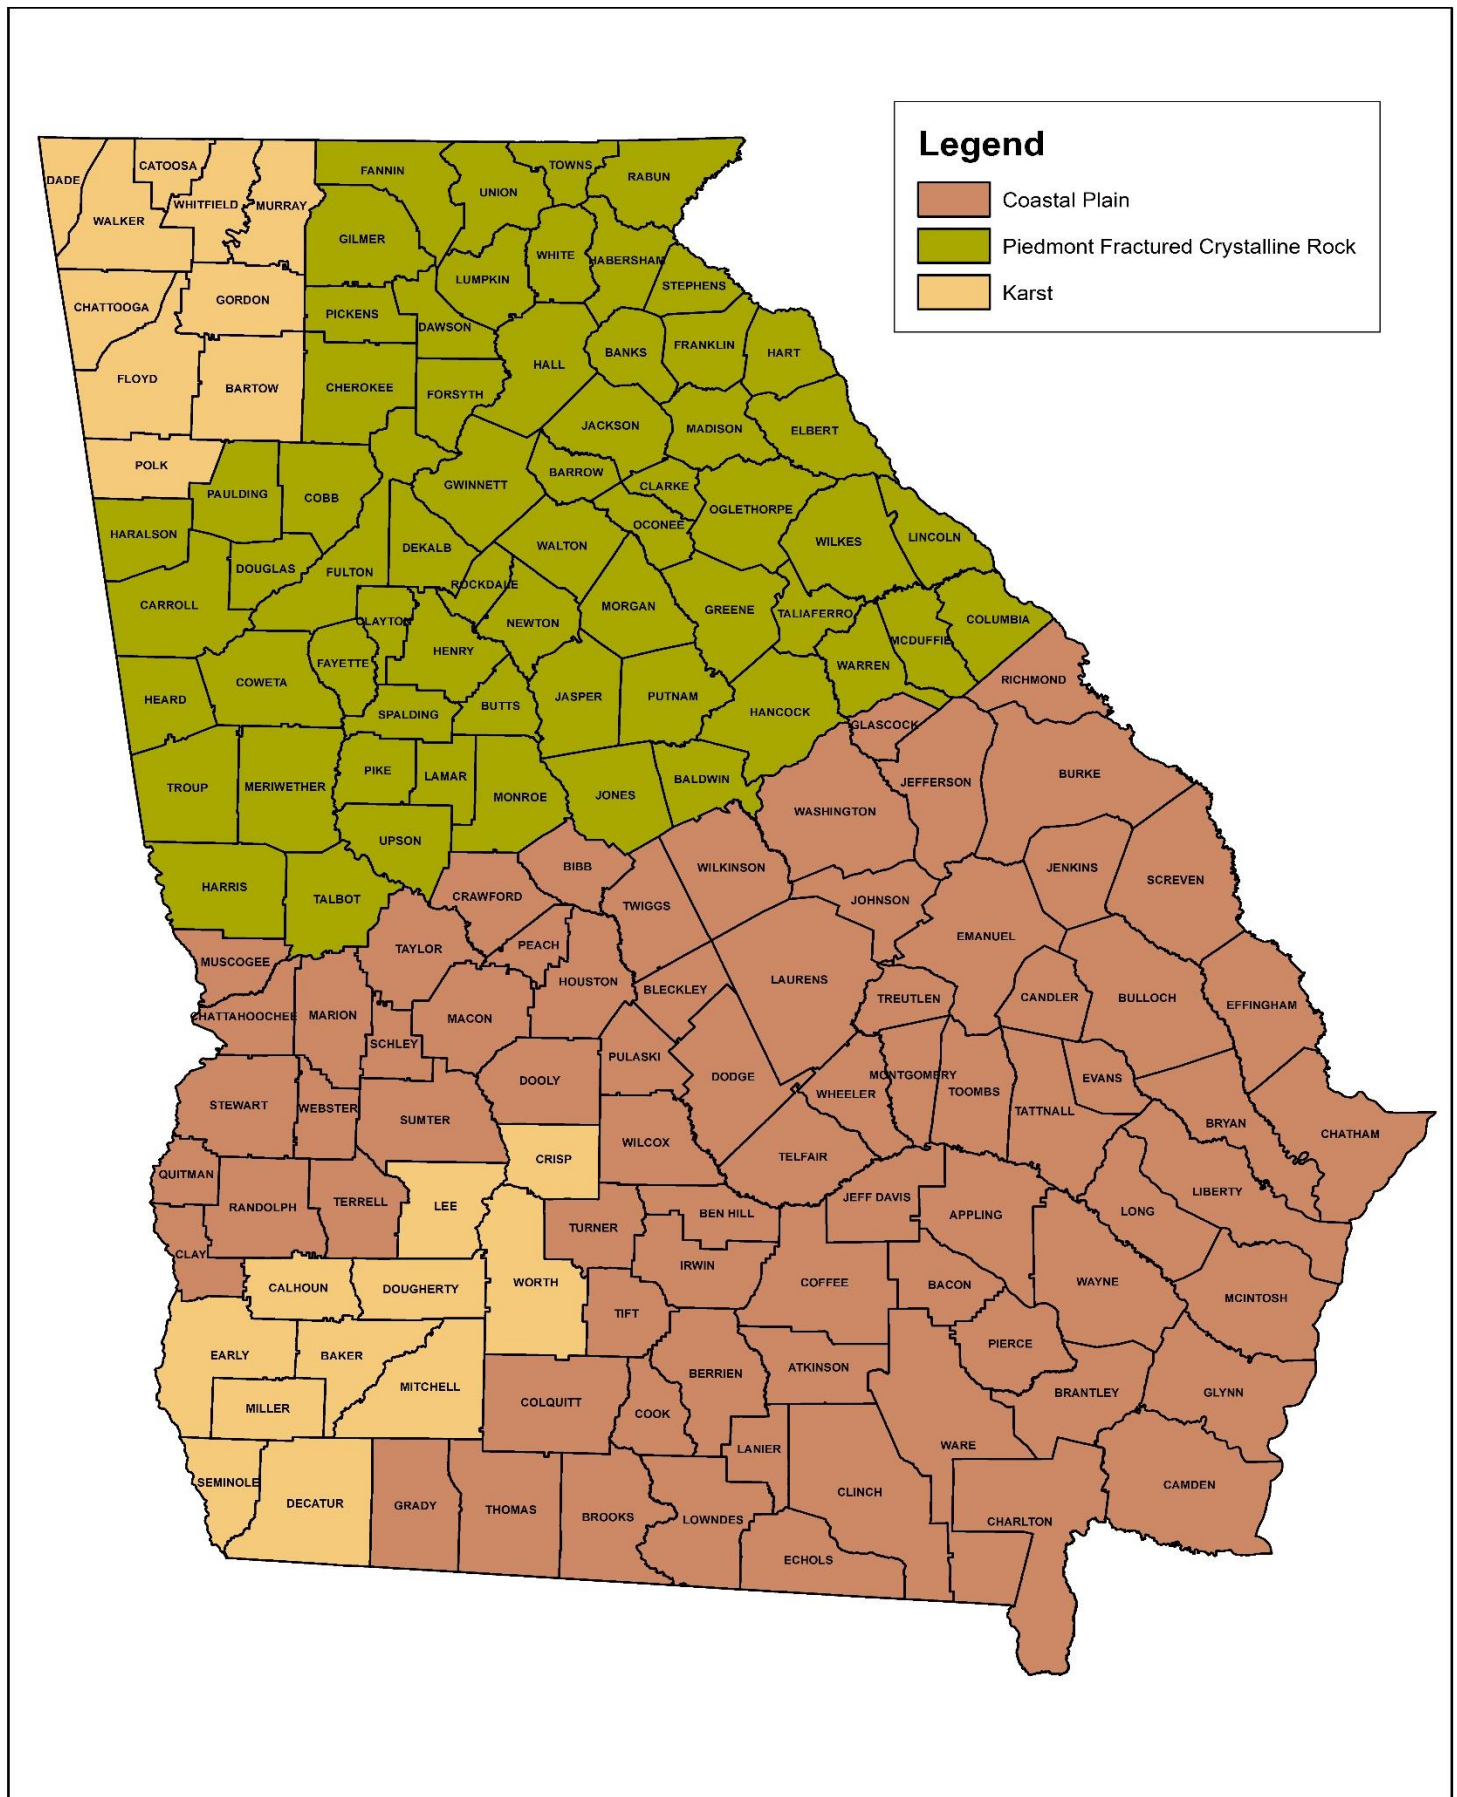 Legend
Coastal Plain
Piedmont Fractured Crystalline Rock
Karst
DADE
CATOOSA
WALKER
WHITFIELD
MURRAY
FANNIN
UNION
TOWNS
RABUN
GILMER
LUMPKIN
WHITE
HABERSHAM
STEPHENS
CHATTOOGA
GORDON
PICKENS
DAWSON
HALL
BANKS
FRANKLIN
HART
FLOYD
BARTOW
CHEROKEE
FORSYTH
JACKSON
MADISON
ELBERT
POLK
PAULDING
COBB
GWINNETT
BARROW
CLARKE
OCONEE
OGLETHORPE
WILKES
LINCOLN
HARALSON
DOUGLAS
FULTON
DEKALB
ROCKDALE
WALTON
CARROLL
CLAYTON
NEWTON
MORGAN
GREENE
TALIAFERRO
MCDUFFIE
COLUMBIA
HEARD
COWETA
FAYETTE
HENRY
BUTTS
JASPER
PUTNAM
HANCOCK
WARREN
RICHMOND
SPALDING
GLASCOCK
TROUP
MERIWETHER
PIKE
LAMAR
MONROE
JONES
BALDWIN
WASHINGTON
JEFFERSON
BURKE
UPSON
HARRIS
TALBOT
CRAWFORD
BIBB
TWIGGS
WILKINSON
JOHNSON
JENKINS
SCREVEN
MUSCOGEE
TAYLOR
PEACH
HOUSTON
BLECKLEY
LAURENS
EMANUEL
TREUTLEN
CANDLER
BULLOCH
EFFINGHAM
CHATTAHOOCHEE
MARION
SCHLEY
MACON
DOOLY
PULASKI
DODGE
WHEELER
MONTGOMERY
TOOMBS
TATTNALL
EVANS
BRYAN
CHATHAM
STEWART
WEBSTER
SUMTER
CRISP
WILCOX
TELFAIR
QUITMAN
RANDOLPH
TERRELL
LEE
TURNER
BEN HILL
JEFF DAVIS
APPLING
LONG
LIBERTY
CLAY
CALHOUN
DOUGHERTY
WORTH
TIFT
IRWIN
COFFEE
BACON
WAYNE
MCINTOSH
EARLY
BAKER
MITCHELL
MILLER
COLQUITT
COOK
BERRIEN
ATKINSON
PIERCE
BRANTLEY
GLYNN
LANIER
WARE
CLINCH
CAMDEN
SEMINOLE
DECATUR
GRADY
THOMAS
BROOKS
LOWNDES
ECHOLS
CHARLTON